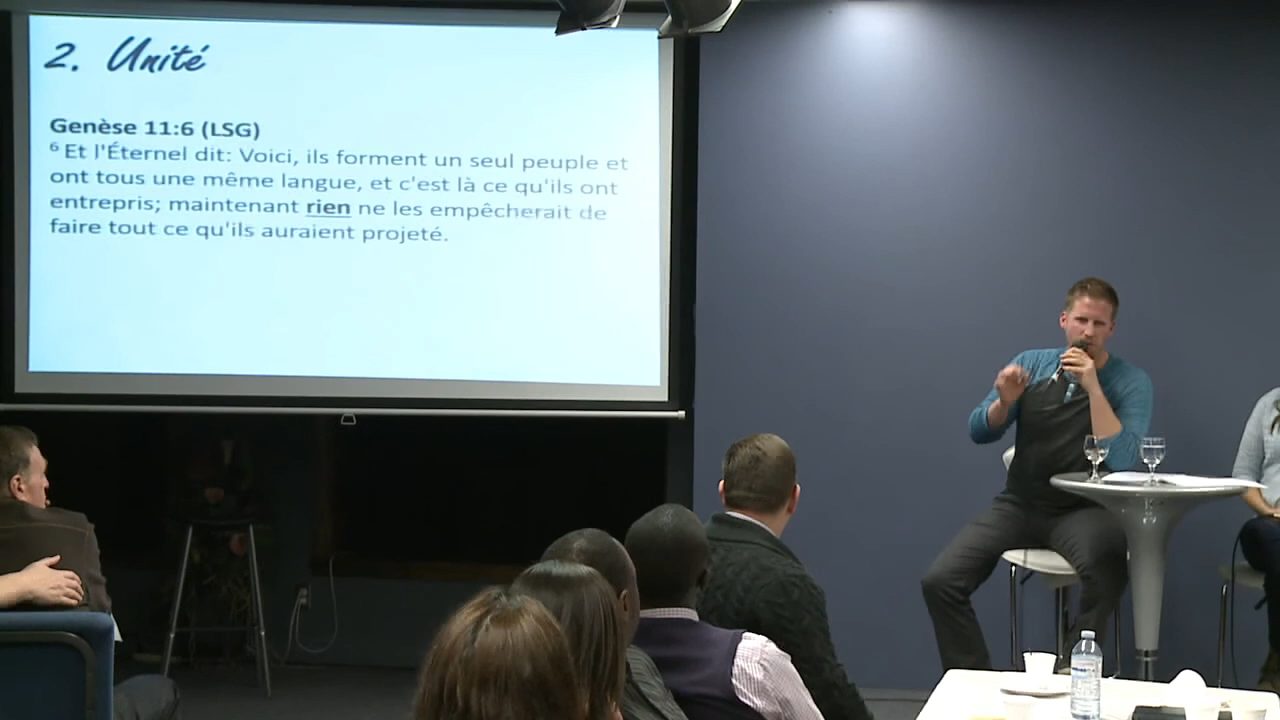 2. Unité
Genèse 11:6 (LSG)
6 Et l'Éternel dit: Voici, ils forment un seul peuple et
ont tous une même langue, et c'est là ce qu'ils ont
entrepris; maintenant rien ne les empêcherait de
faire tout ce qu'ils auraient projeté.